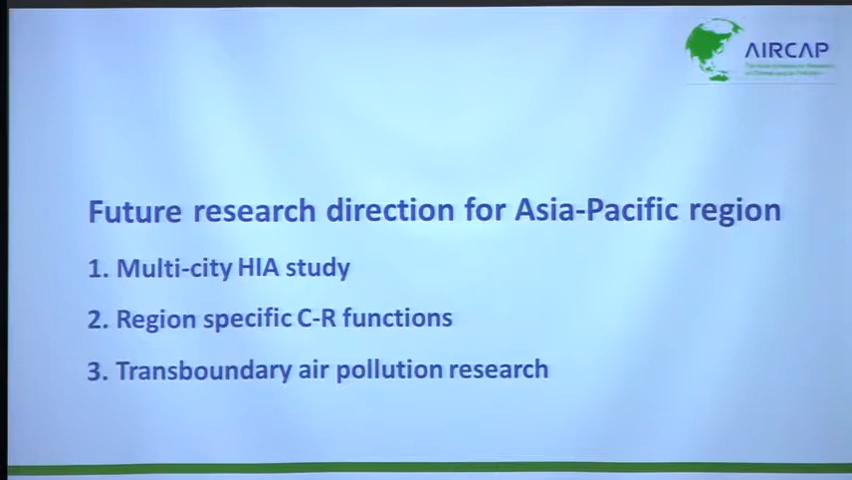 AIRCAP
Future research direction for Asia-Pacific region
1. Multi-city HIA study
2. Region specific C-R functions
3. Transboundary air pollution research